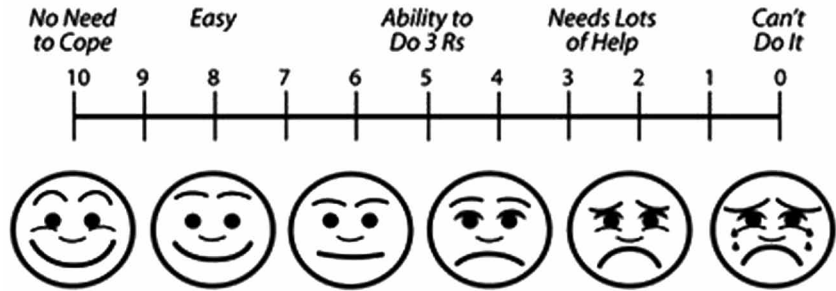 No Need
to Cope
Easy
Ability to
Do 3 Rs
Needs Lots
of Help
Can't
Do It
10 9 8 7 6 5 4 3 2 1 0